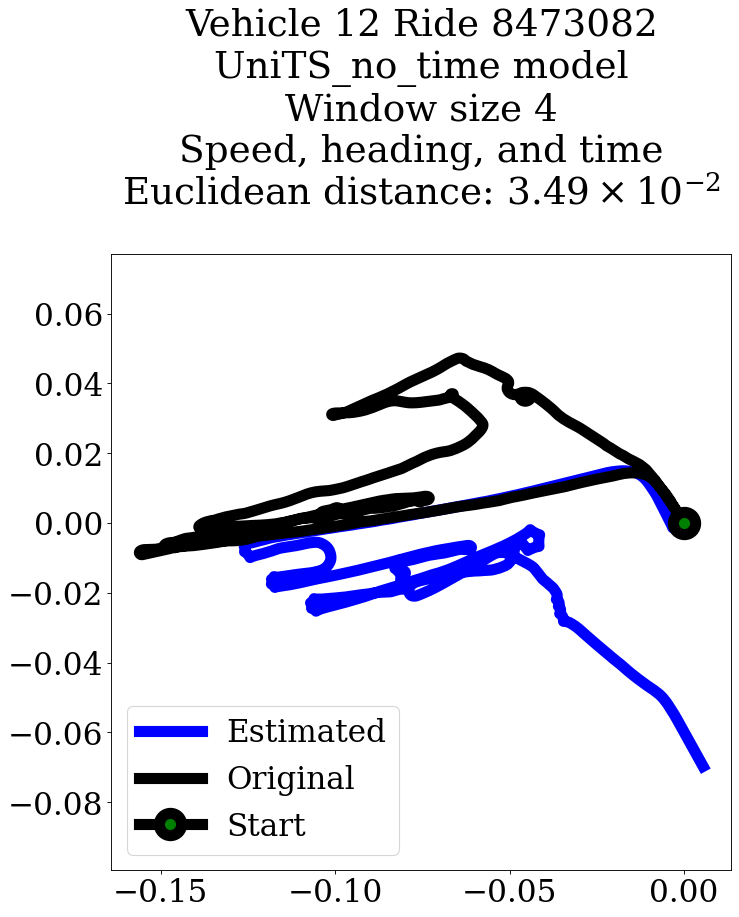 Vehicle 12 Ride 8473082
UniTS_no_time model
Window size 4
Speed, heading, and time
Euclidean distance: 3.49 × 10⁻²
0.06
0.04
0.02
0.00
−0.02
−0.04
−0.06
−0.08
Estimated
Original
Start
−0.15 −0.10 −0.05 0.00